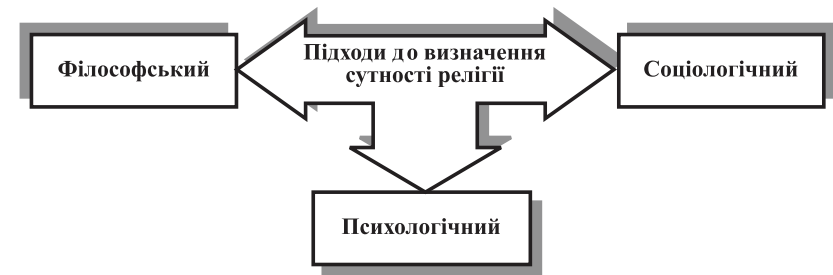 Філософський
Підходи до визначення
сутності релігії
Соціологічний
Психологічний